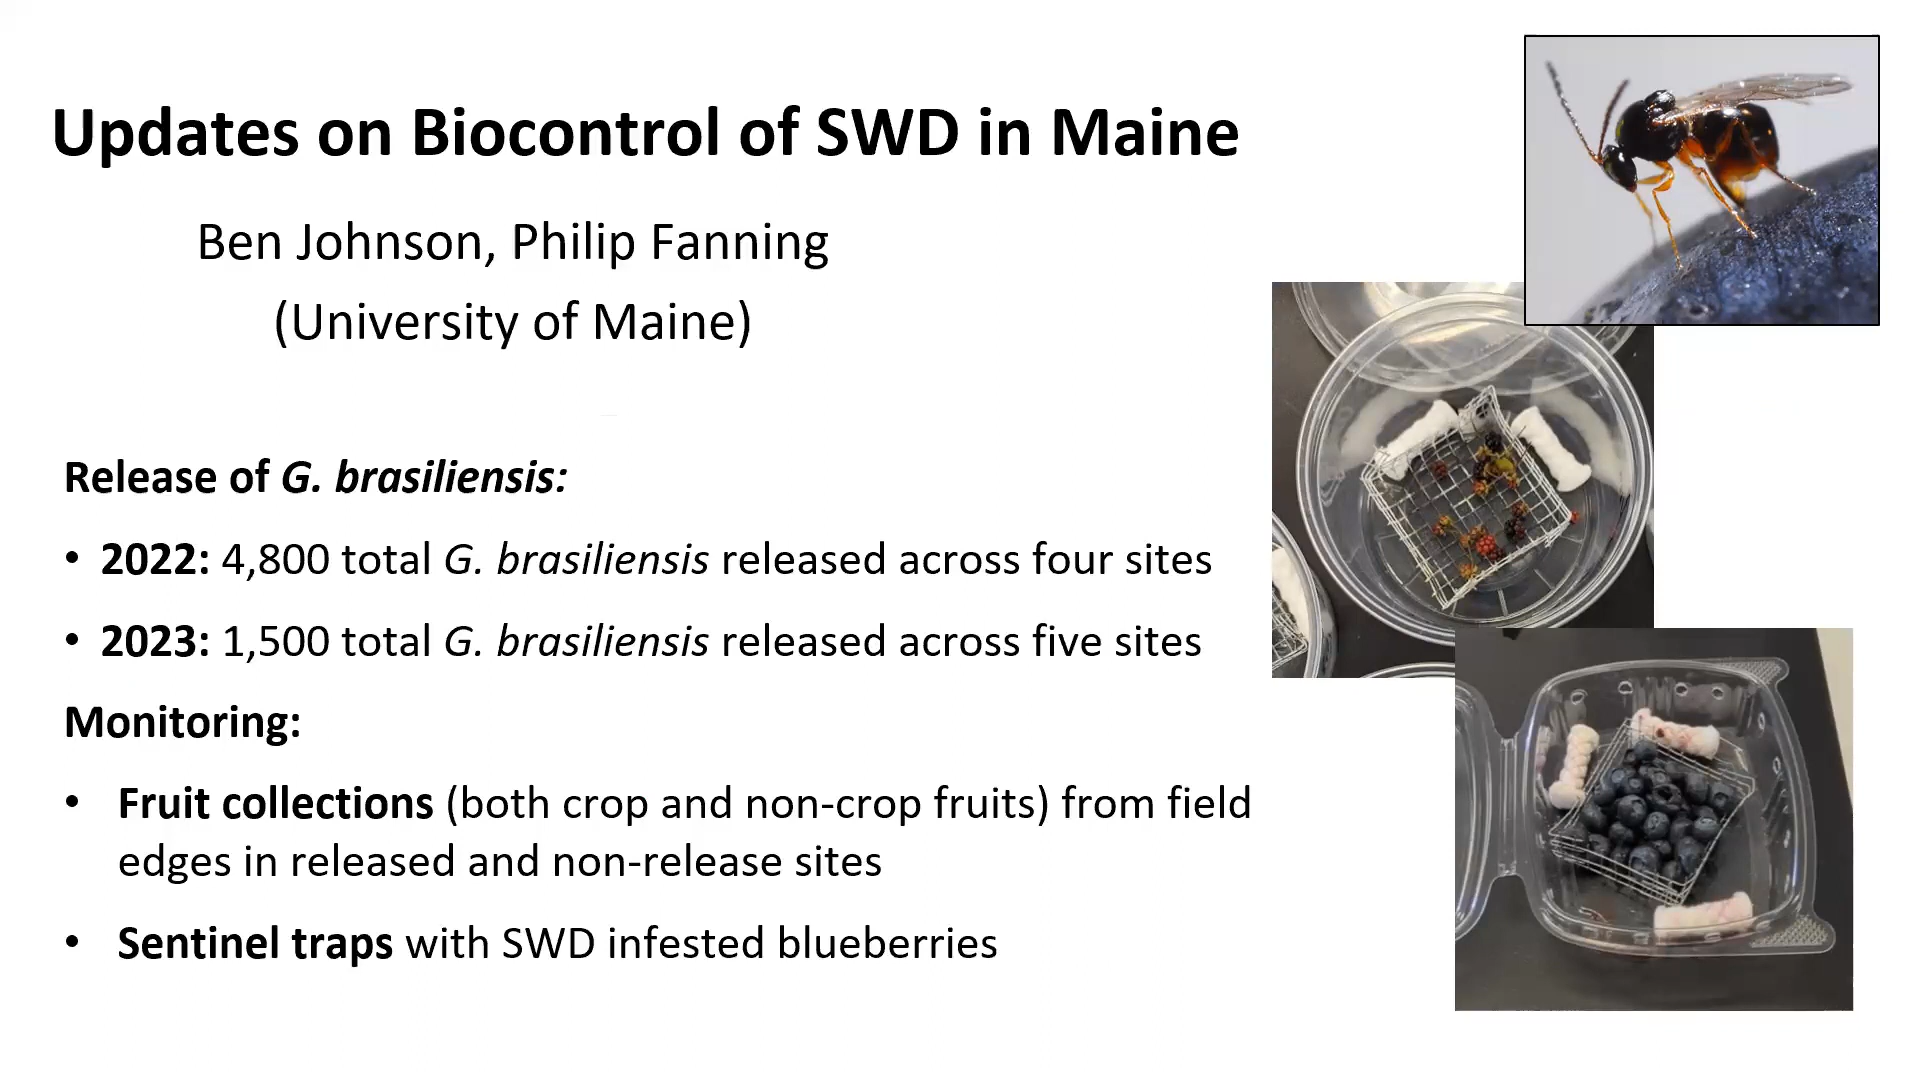 Updates on Biocontrol of SWD in Maine
Ben Johnson, Philip Fanning
(University of Maine)
Release of G. brasiliensis:
• 2022: 4,800 total G. brasiliensis released across four sites
• 2023: 1,500 total G. brasiliensis released across five sites
Monitoring:
• Fruit collections (both crop and non-crop fruits) from field
edges in released and non-release sites
• Sentinel traps with SWD infested blueberries